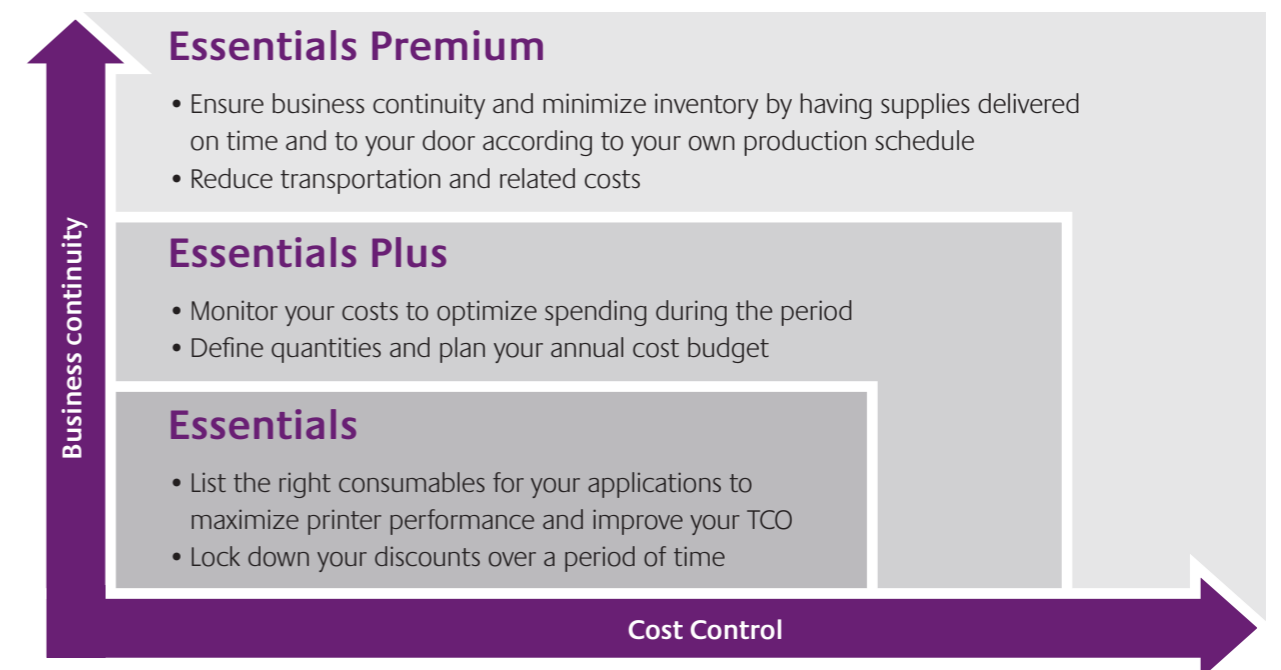 Essentials Premium
• Ensure business continuity and minimize inventory by having supplies delivered
on time and to your door according to your own production schedule
• Reduce transportation and related costs
Business continuity
Essentials Plus
• Monitor your costs to optimize spending during the period
• Define quantities and plan your annual cost budget
Essentials
• List the right consumables for your applications to
maximize printer performance and improve your TCO
• Lock down your discounts over a period of time
Cost Control